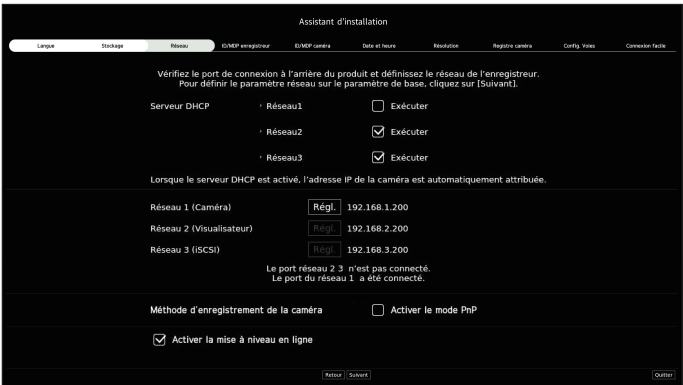 Assistant d'installation
Langue Stockage Réseau ID/MDP enregistreur ID/MDP caméra Date et heure Résolution Registre caméra Config. Voies Connexion facile
Vérifiez le port de connexion à l'arrière du produit et définissez le réseau de l'enregistreur.
Pour définir le paramètre réseau sur le paramètre de base, cliquez sur [Suivant].
Serveur DHCP Réseau1 Exécuter
Réseau2 Exécuter
Réseau3 Exécuter
Lorsque le serveur DHCP est activé, l'adresse IP de la caméra est automatiquement attribuée.
Réseau 1 (Caméra) Régl. 192.168.1.200
Réseau 2 (Visualisateur) Régl. 192.168.2.200
Réseau 3 (iSCSI) Régl. 192.168.3.200
Le port réseau 2 3 n'est pas connecté.
Le port du réseau 1 a été connecté.
Méthode d'enregistrement de la caméra Activer le mode PnP
Activer la mise à niveau en ligne
Retour Suivant Quitter